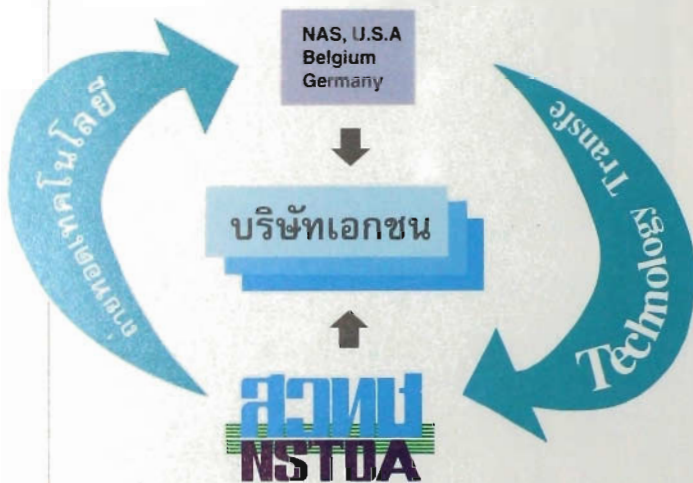 NAS, U.S.A
Belgium
Germany
ถ่ายทอดเทคโนโลยี
Technology Transfe
บริษัทเอกชน
สวทช
NSTDA